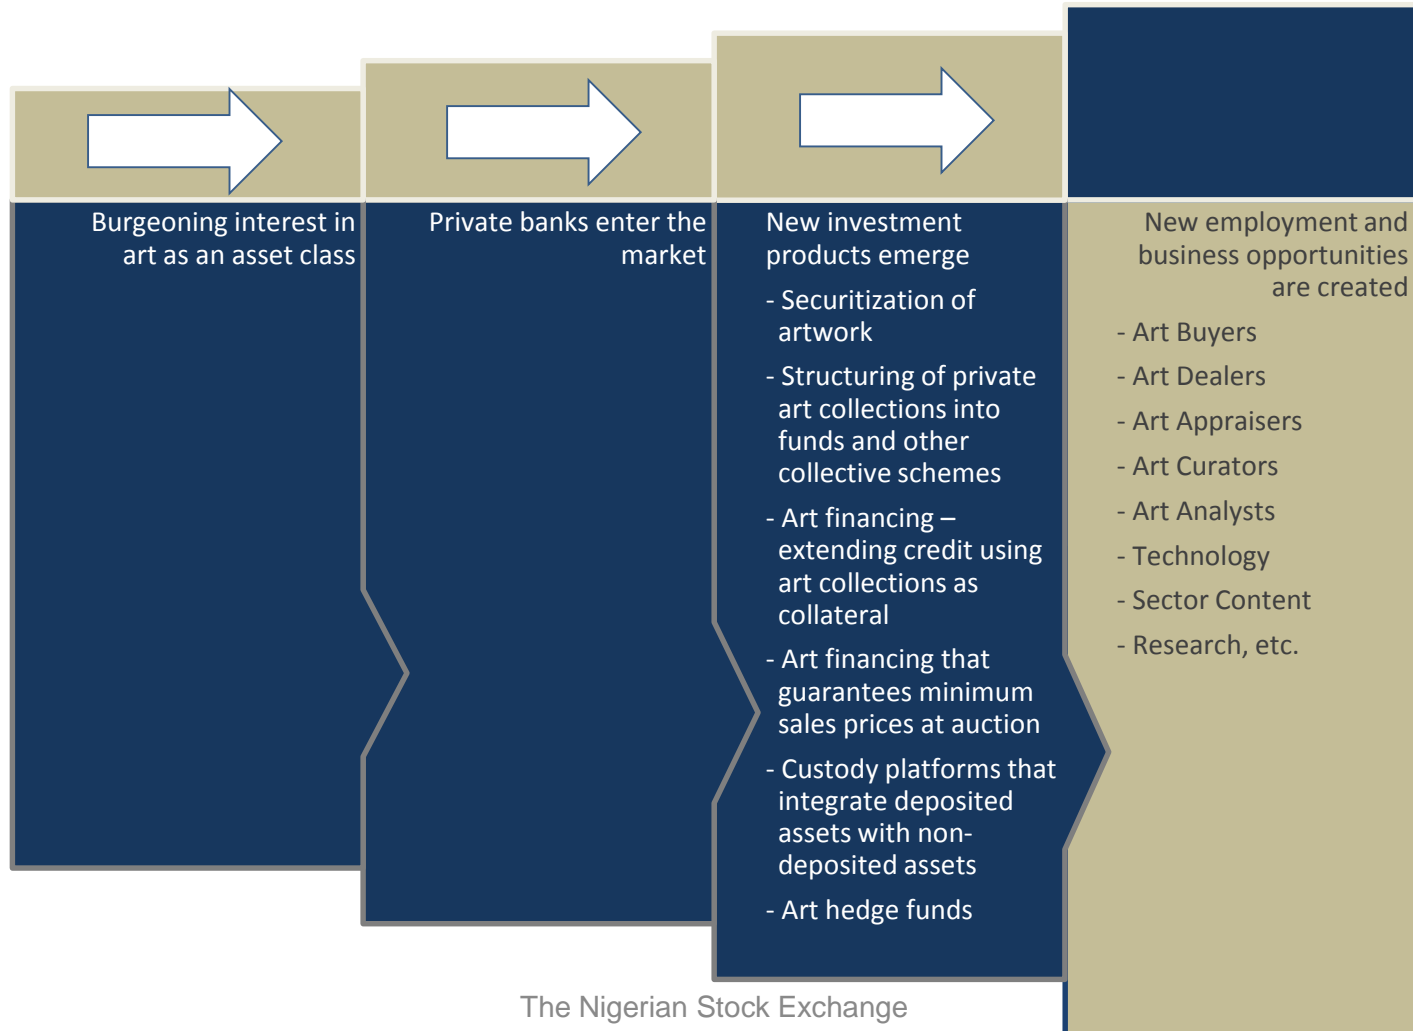 Burgeoning interest in
art as an asset class
Private banks enter the
market
New investment
products emerge
- Securitization of
artwork
- Structuring of private
art collections into
funds and other
collective schemes
- Art financing –
extending credit using
art collections as
collateral
- Art financing that
guarantees minimum
sales prices at auction
- Custody platforms that
integrate deposited
assets with non-
deposited assets
- Art hedge funds
New employment and
business opportunities
are created
- Art Buyers
- Art Dealers
- Art Appraisers
- Art Curators
- Art Analysts
- Technology
- Sector Content
- Research, etc.
The Nigerian Stock Exchange